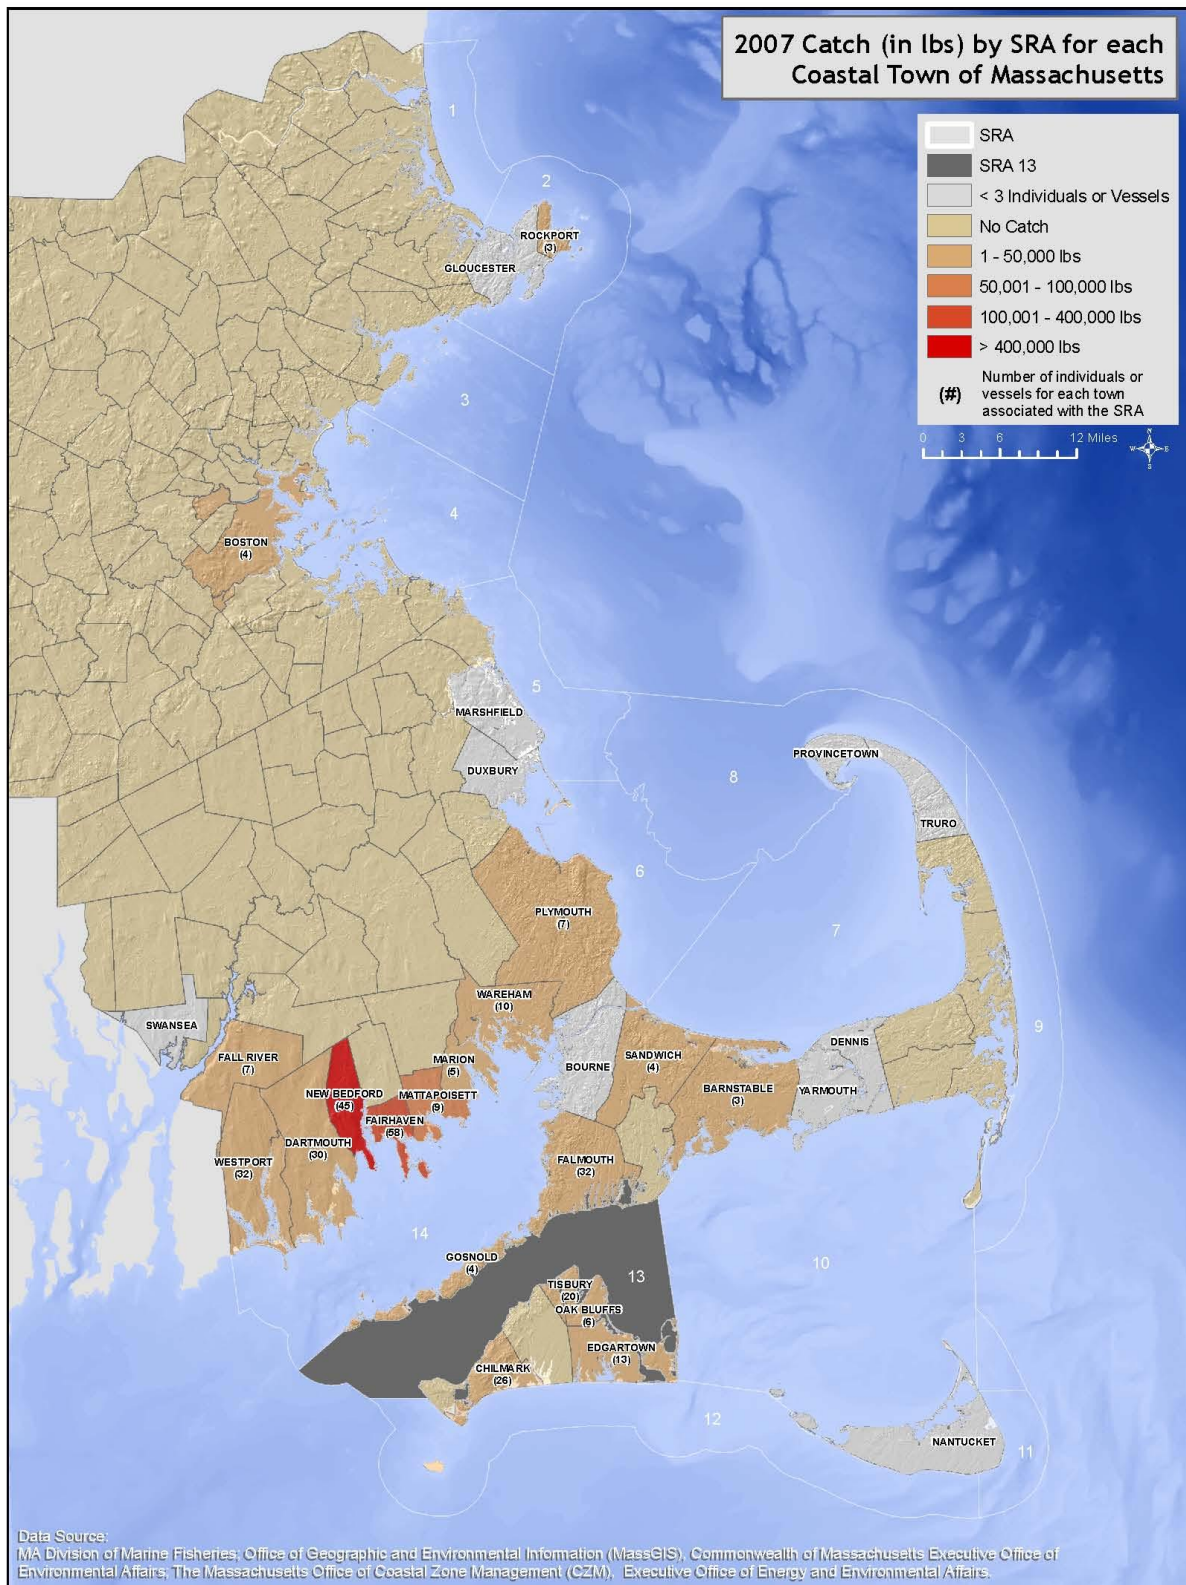 2007 Catch (in lbs) by SRA for each
Coastal Town of Massachusetts
SRA
SRA 13
< 3 Individuals or Vessels
No Catch
1 - 50,000 lbs
50,001 - 100,000 lbs
100,001 - 400,000 lbs
> 400,000 lbs
(#)
Number of individuals or
vessels for each town
associated with the SRA
0 3 6 12 Miles
N
W E
S
1
2
ROCKPORT
(3)
GLOUCESTER
3
4
BOSTON
(4)
5
MARSHFIELD
DUXBURY
PROVINCETOWN
8
TRURO
6
PLYMOUTH
(7)
7
WAREHAM
(10)
SWANSEA
9
DENNIS
FALL RIVER
(7)
MARION
(5)
BOURNE
SANDWICH
(4)
BARNSTABLE
(3)
YARMOUTH
NEW BEDFORD
(45)
MATTAPOISETT
(9)
FAIRHAVEN
(58)
DARTMOUTH
(30)
WESTPORT
(32)
FALMOUTH
(32)
14
GOSNOLD
(4)
13
10
TISBURY
(20)
OAK BLUFFS
(6)
EDGARTOWN
(13)
CHILMARK
(26)
12
NANTUCKET
11
Data Source:
MA Division of Marine Fisheries; Office of Geographic and Environmental Information (MassGIS), Commonwealth of Massachusetts Executive Office of
Environmental Affairs; The Massachusetts Office of Coastal Zone Management (CZM), Executive Office of Energy and Environmental Affairs.